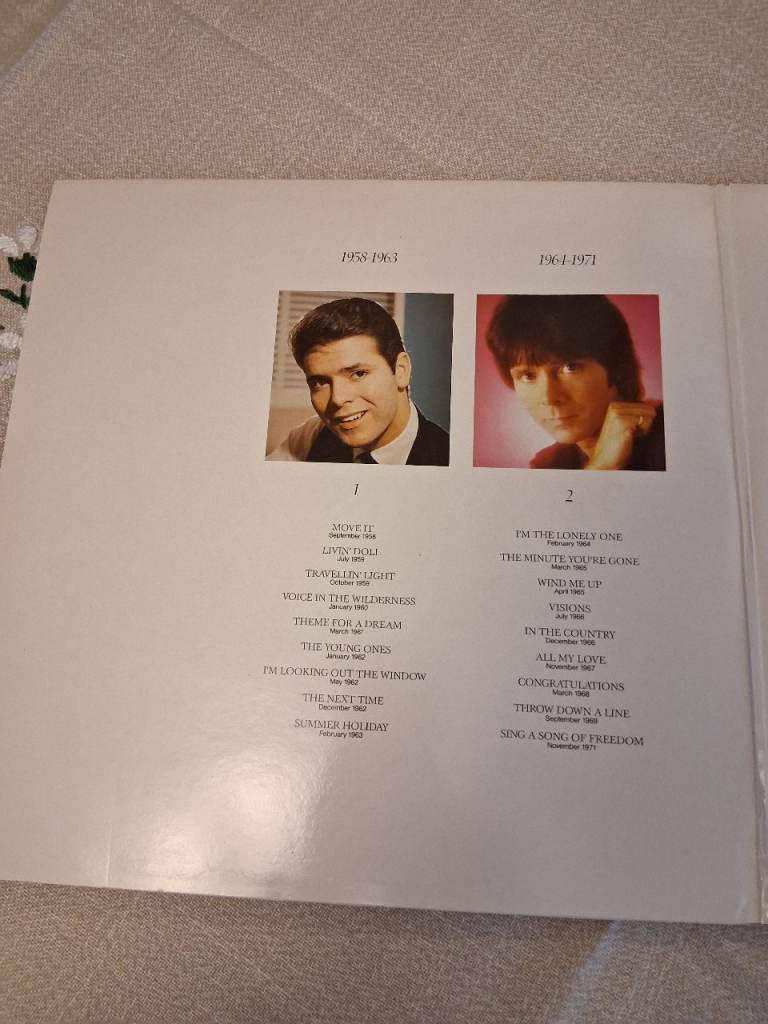 1958-1963
1
MOVE IT
September 1958
LIVIN' DOLL
July 1959
TRAVELLIN' LIGHT
October 1959
VOICE IN THE WILDERNESS
January 1960
THEME FOR A DREAM
March 1961
THE YOUNG ONES
January 1962
I'M LOOKING OUT THE WINDOW
May 1962
THE NEXT TIME
December 1962
SUMMER HOLIDAY
February 1963
1964-1971
2
I'M THE LONELY ONE
February 1964
THE MINUTE YOU'RE GONE
March 1965
WIND ME UP
April 1965
VISIONS
July 1966
IN THE COUNTRY
December 1966
ALL MY LOVE
November 1967
CONGRATULATIONS
March 1968
THROW DOWN A LINE
September 1969
SING A SONG OF FREEDOM
November 1971